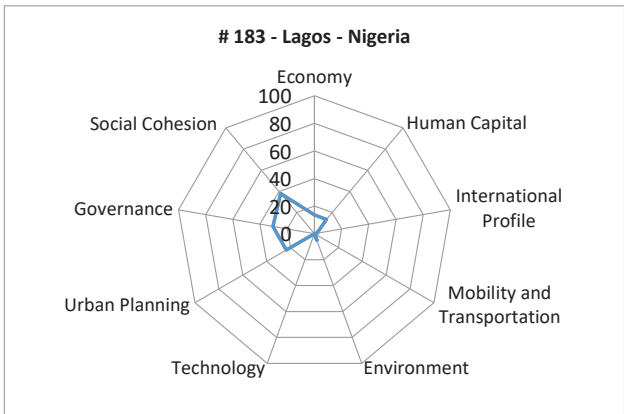 # 183 - Lagos - Nigeria
Economy
100
80
60
40
20
0
Human Capital
International
Profile
Mobility and
Transportation
Environment
Technology
Urban Planning
Governance
Social Cohesion